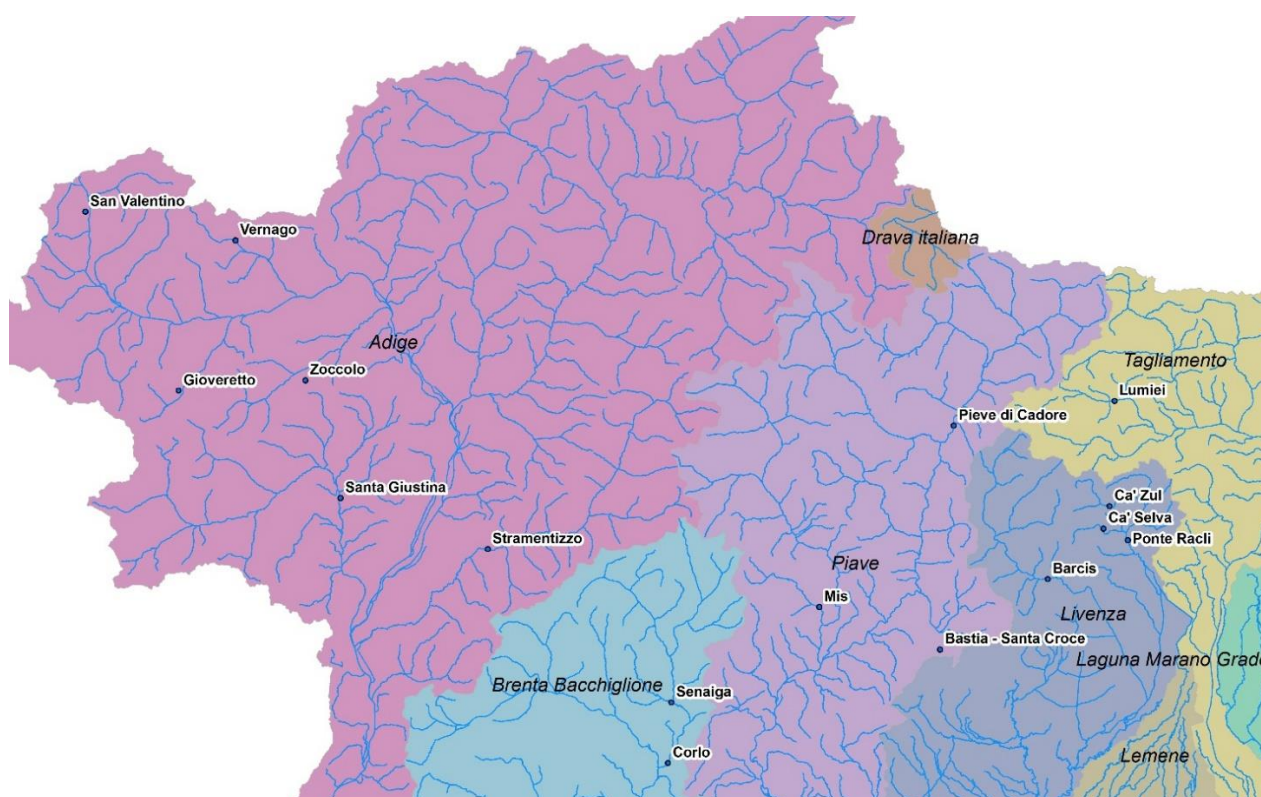 San Valentino
Vernago
Drava italiana
Adige
Tagliamento
Zoccolo
Gioveretto
Lumiei
Pieve di Cadore
Santa Giustina
Ca' Zul
Ca' Selva
Ponte Racli
Stramentizzo
Piave
Barcis
Mis
Livenza
Bastia - Santa Croce
Laguna Marano Grado
Brenta Bacchiglione
Senaiga
Corlo
Lemene